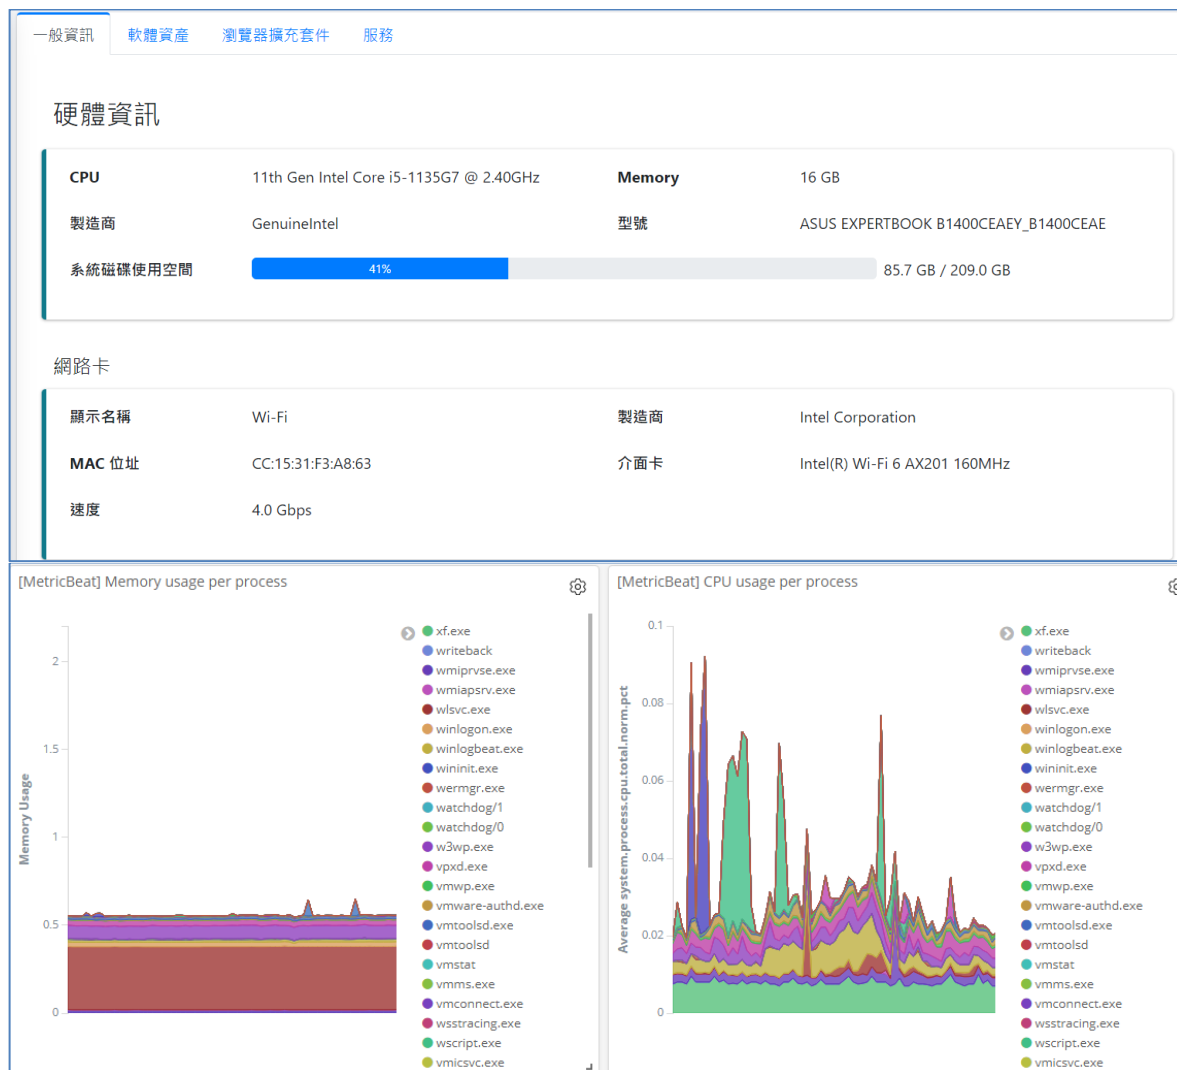 一般資訊 軟體資產 瀏覽器擴充套件 服務
硬體資訊
CPU 11th Gen Intel Core i5-1135G7 @ 2.40GHz Memory 16 GB
製造商 GenuineIntel 型號 ASUS EXPERTBOOK B1400CEAEY_B1400CEAE
系統磁碟使用空間 41% 85.7 GB / 209.0 GB
網路卡
顯示名稱 Wi-Fi 製造商 Intel Corporation
MAC 位址 CC:15:31:F3:A8:63 介面卡 Intel(R) Wi-Fi 6 AX201 160MHz
速度 4.0 Gbps
[MetricBeat] Memory usage per process
Memory Usage
2
1.5
1
0.5
0
xf.exe
writeback
wmiprvse.exe
wmiapsrv.exe
wlsvc.exe
winlogon.exe
winlogbeat.exe
wininit.exe
wermgr.exe
watchdog/1
watchdog/0
w3wp.exe
vpxd.exe
vmwp.exe
vmware-authd.exe
vmtoolsd.exe
vmtoolsd
vmstat
vmms.exe
vmconnect.exe
wsstracing.exe
wscript.exe
vmicsvc.exe
[MetricBeat] CPU usage per process
Average system.process.cpu.total.norm.pct
0.1
0.08
0.06
0.04
0.02
0
xf.exe
writeback
wmiprvse.exe
wmiapsrv.exe
wlsvc.exe
winlogon.exe
winlogbeat.exe
wininit.exe
wermgr.exe
watchdog/1
watchdog/0
w3wp.exe
vpxd.exe
vmwp.exe
vmware-authd.exe
vmtoolsd.exe
vmtoolsd
vmstat
vmms.exe
vmconnect.exe
wsstracing.exe
wscript.exe
vmicsvc.exe